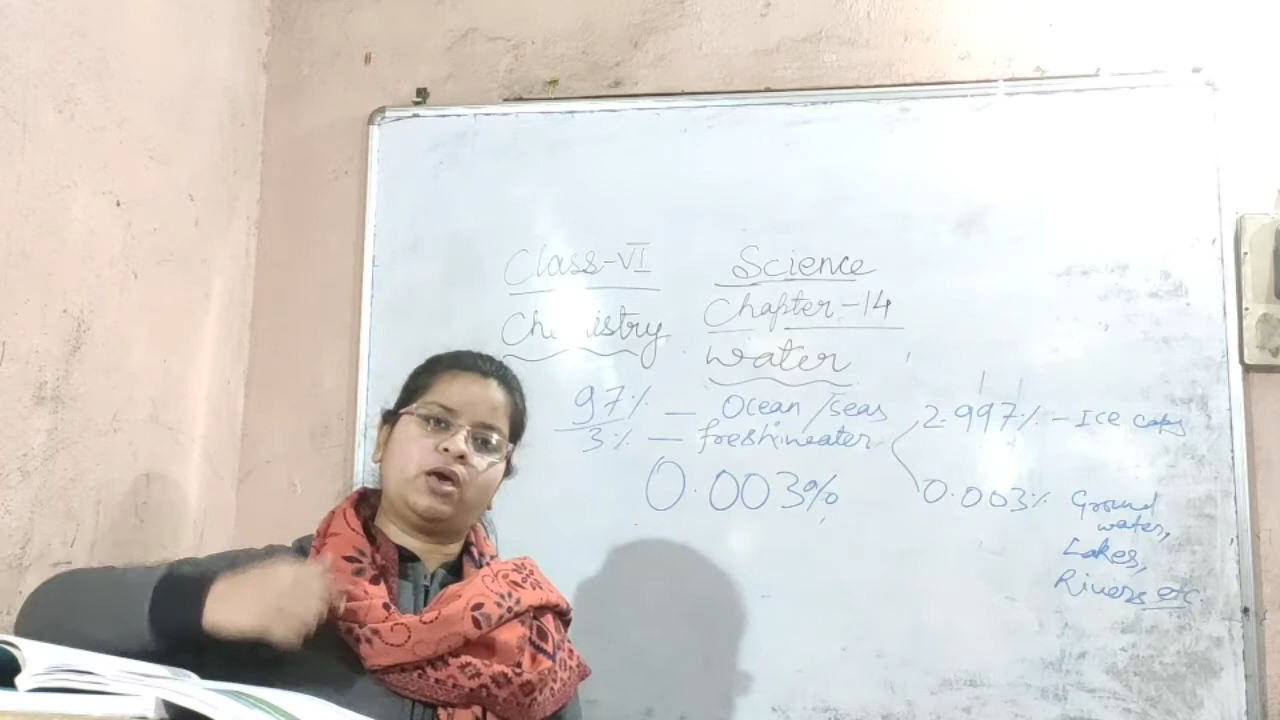 Class-VI Science
Chemistry Chapter-14
water
97% — Ocean/seas
3% — freshwater
2.997% - Ice caps
0.003%
0.003% Ground
water,
Lakes,
Rivers etc